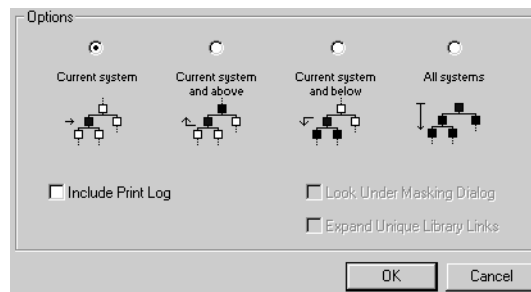 Options
Current system
Current system
and above
Current system
and below
All systems
Include Print Log
Look Under Masking Dialog
Expand Unique Library Links
OK
Cancel